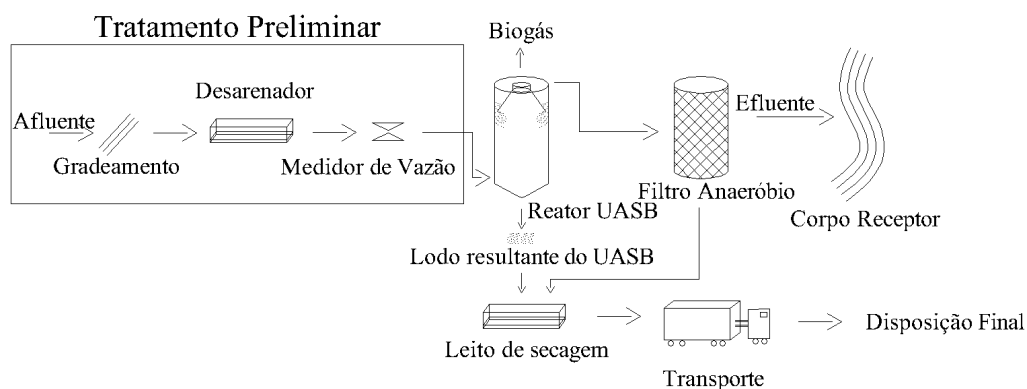 Tratamento Preliminar
Biogás
Desarenador
Afluente
Efluente
Gradeamento
Medidor de Vazão
Filtro Anaeróbio
Reator UASB
Corpo Receptor
Lodo resultante do UASB
Leito de secagem
Disposição Final
Transporte